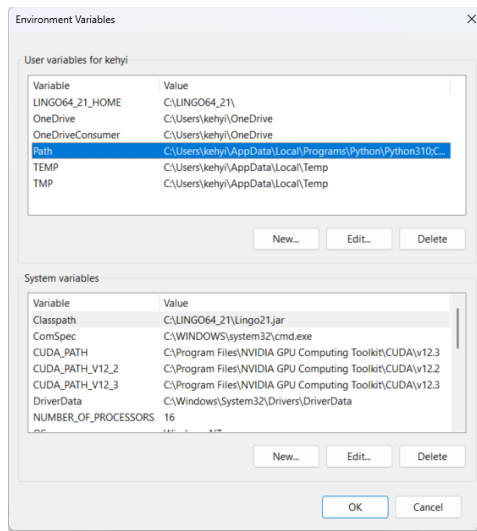 Environment Variables
User variables for kehyi
Variable Value
LINGO64_21_HOME C:\LINGO64_21\
OneDrive C:\Users\kehyi\OneDrive
OneDriveConsumer C:\Users\kehyi\OneDrive
Path C:\Users\kehyi\AppData\Local\Programs\Python\Python310;C...
TEMP C:\Users\kehyi\AppData\Local\Temp
TMP C:\Users\kehyi\AppData\Local\Temp
New... Edit... Delete
System variables
Variable Value
Classpath C:\LINGO64_21\Lingo21.jar
ComSpec C:\WINDOWS\system32\cmd.exe
CUDA_PATH C:\Program Files\NVIDIA GPU Computing Toolkit\CUDA\v12.3
CUDA_PATH_V12_2 C:\Program Files\NVIDIA GPU Computing Toolkit\CUDA\v12.2
CUDA_PATH_V12_3 C:\Program Files\NVIDIA GPU Computing Toolkit\CUDA\v12.3
DriverData C:\Windows\System32\Drivers\DriverData
NUMBER_OF_PROCESSORS 16
New... Edit... Delete
OK Cancel